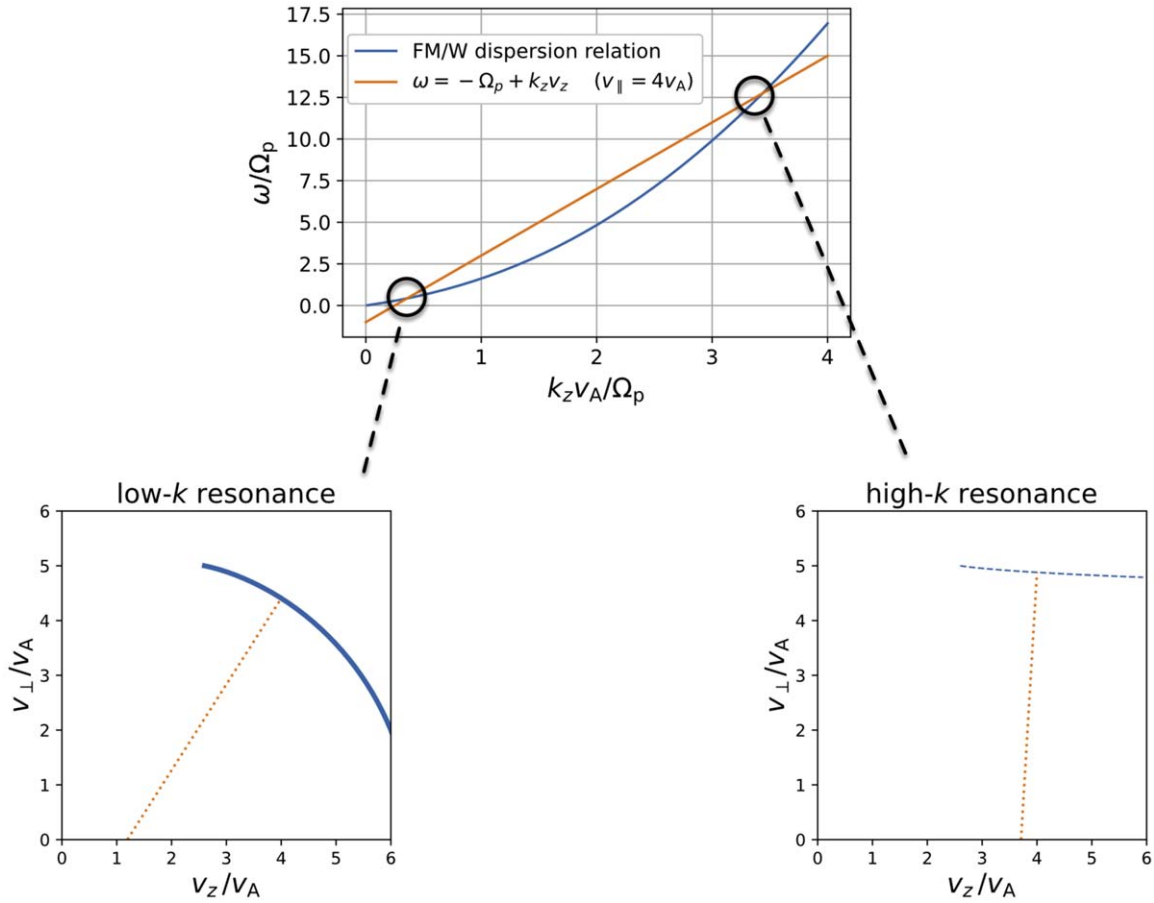 17.5
15.0
12.5
10.0
7.5
5.0
2.5
0.0
ω/Ωp
FM/W dispersion relation
ω = −Ωp + kzvz (v∥ = 4vA)
0 1 2 3 4
kzvA/Ωp
low-k resonance
6
5
4
3
2
1
0
v⊥/vA
0 1 2 3 4 5 6
vz/vA
high-k resonance
6
5
4
3
2
1
0
v⊥/vA
0 1 2 3 4 5 6
vz/vA